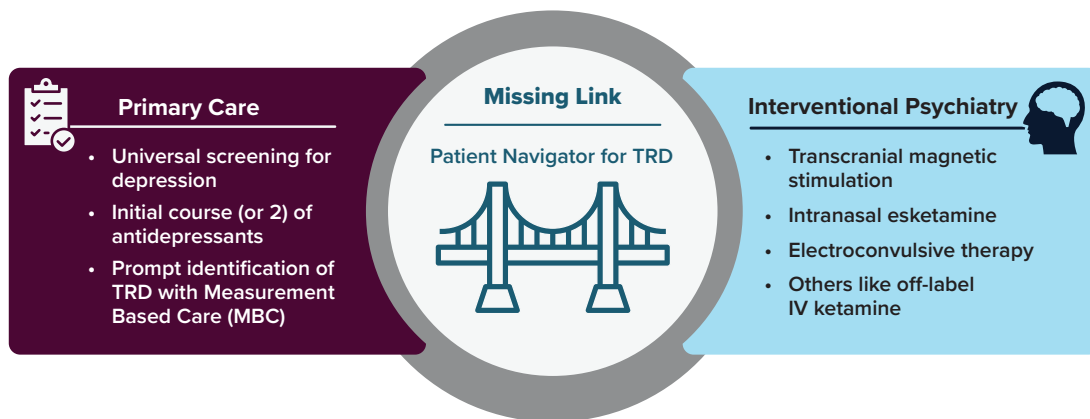 Primary Care
• Universal screening for
depression
• Initial course (or 2) of
antidepressants
• Prompt identification of
TRD with Measurement
Based Care (MBC)
Missing Link
Patient Navigator for TRD
Interventional Psychiatry
• Transcranial magnetic
stimulation
• Intranasal esketamine
• Electroconvulsive therapy
• Others like off-label
IV ketamine